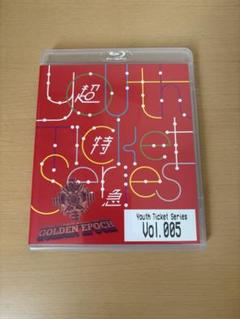 Youth
超
Ticket
特
Series
急
GOLDEN EPOCH
Youth Ticket Series
Vol.005